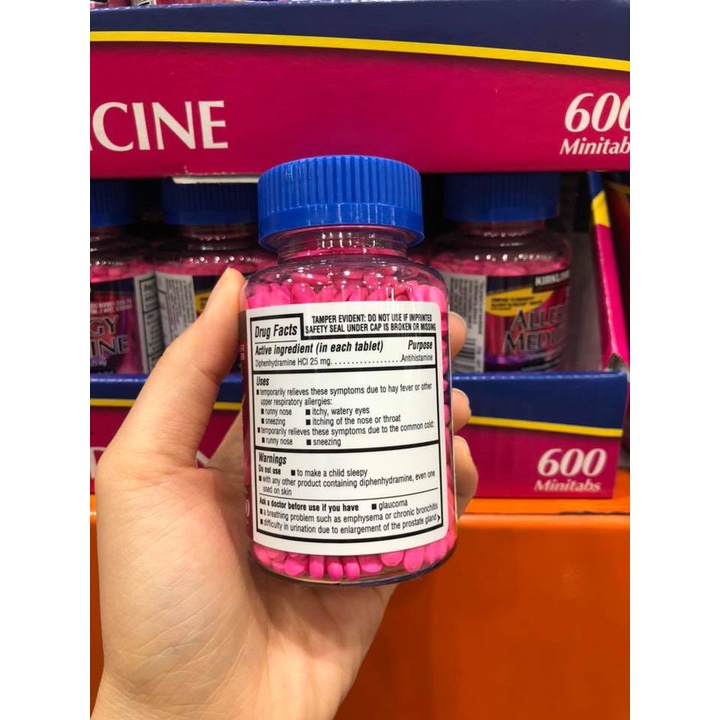 CINE
600
Minitab
Drug Facts
TAMPER EVIDENT: DO NOT USE IF IMPRINTED
SAFETY SEAL UNDER CAP IS BROKEN OR MISSING
Active ingredient (in each tablet) Purpose
Diphenhydramine HCl 25 mg..................Antihistamine
Uses
■ temporarily relieves these symptoms due to hay fever or other
upper respiratory allergies:
■ runny nose ■ itchy, watery eyes
■ sneezing ■ itching of the nose or throat
■ temporarily relieves these symptoms due to the common cold:
■ runny nose ■ sneezing
Warnings
Do not use ■ to make a child sleepy
■ with any other product containing diphenhydramine, even one
used on skin
Ask a doctor before use if you have ■ glaucoma
■ a breathing problem such as emphysema or chronic bronchitis
■ difficulty in urination due to enlargement of the prostate gland
GY
CINE
KIRKLAN
ALLE
MEDI
600
Minitabs